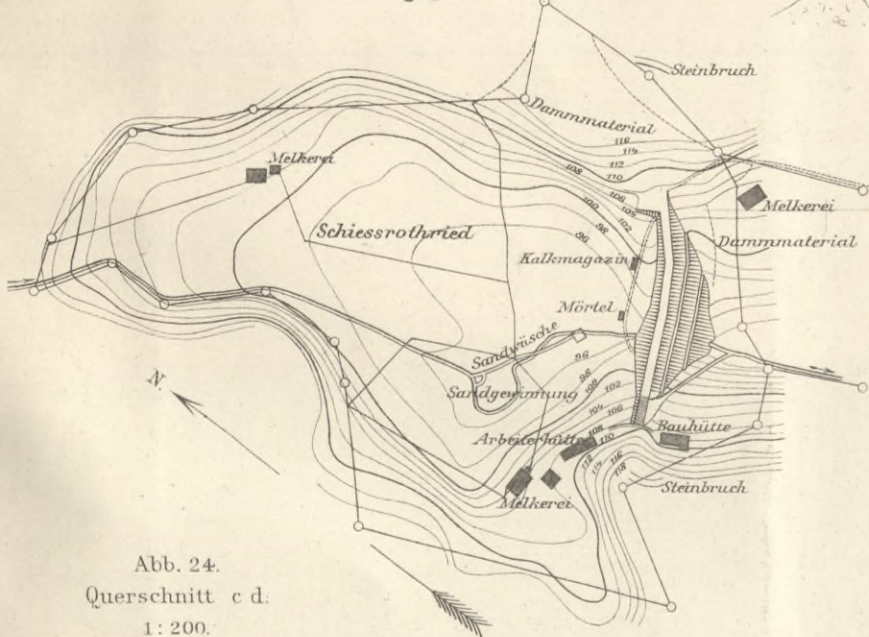 Steinbruch
Dammmaterial
116
114
112
110
108
106
105
102
100
98
96
Melkerei
Melkerei
Schiessrothried
Dammmaterial
Kalkmagazin
Mörtel
Sandwüsche
96
98
100
102
104
106
108
110
112
114
116
118
Sandgewinnung
N.
Arbeiterhütte
Bauhütte
Melkerei
Steinbruch
Abb. 24.
Querschnitt c d.
1:200.